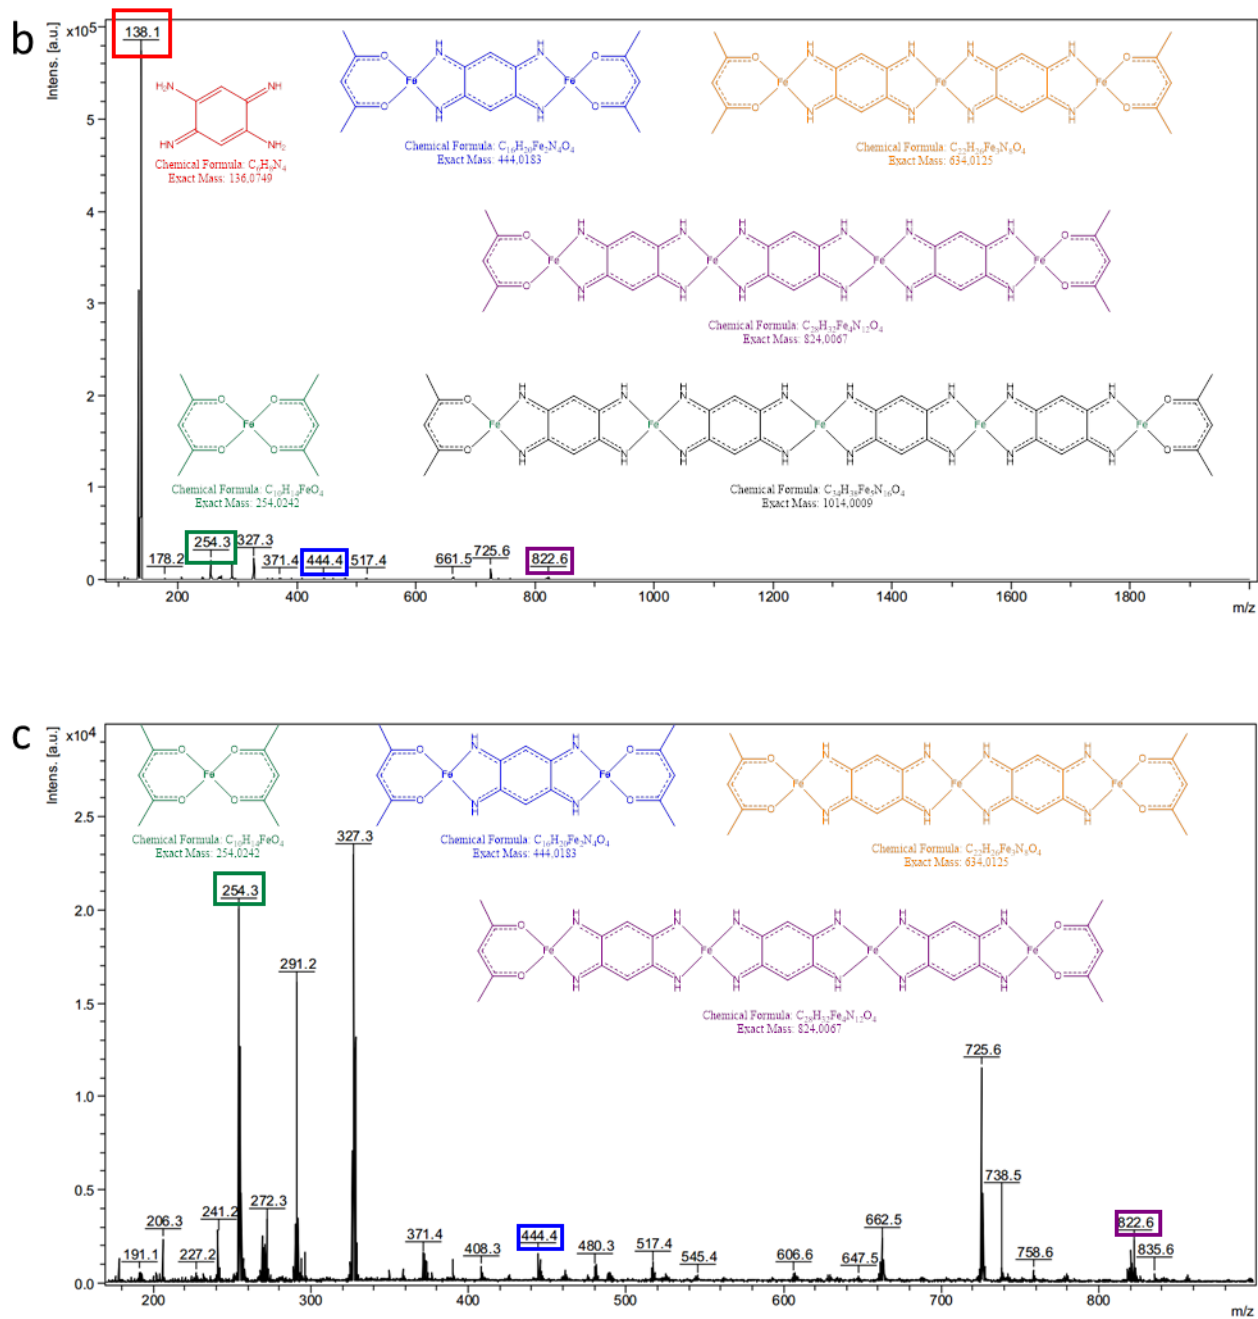 b
Intens. [a.u.]
x10⁵
138.1
H₂N
NH
HN
NH₂
Chemical Formula: C₆H₈N₄
Exact Mass: 136,0749
Chemical Formula: C₁₆H₂₀Fe₂N₄O₄
Exact Mass: 444,0183
Chemical Formula: C₂₂H₂₆Fe₃N₈O₄
Exact Mass: 634,0125
Chemical Formula: C₂₈H₃₂Fe₄N₁₂O₄
Exact Mass: 824,0067
Chemical Formula: C₁₀H₁₄FeO₄
Exact Mass: 254,0242
Chemical Formula: C₃₄H₃₈Fe₅N₁₆O₄
Exact Mass: 1014,0009
5
4
3
2
1
0
178.2 254.3 327.3 371.4 444.4 517.4 661.5 725.6 822.6
200 400 600 800 1000 1200 1400 1600 1800
m/z
c
Intens. [a.u.]
x10⁴
Chemical Formula: C₁₀H₁₄FeO₄
Exact Mass: 254,0242
Chemical Formula: C₁₆H₂₀Fe₂N₄O₄
Exact Mass: 444,0183
Chemical Formula: C₂₂H₂₆Fe₃N₈O₄
Exact Mass: 634,0125
Chemical Formula: C₂₈H₃₂Fe₄N₁₂O₄
Exact Mass: 824,0067
2.5
2.0
1.5
1.0
0.5
0.0
191.1 206.3 227.2 241.2 254.3 272.3 291.2 327.3 371.4 408.3 444.4 480.3 517.4 545.4 606.6 647.5 662.5 725.6 738.5 758.6 822.6 835.6
200 300 400 500 600 700 800
m/z